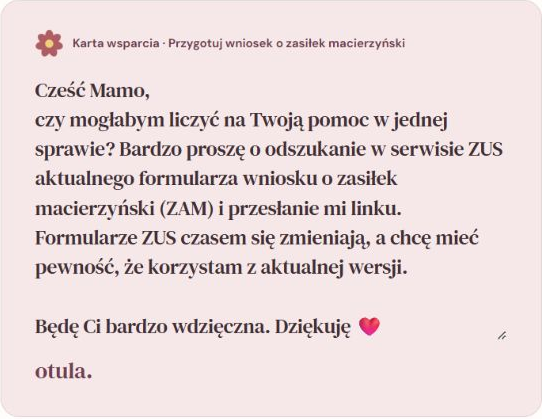 Karta wsparcia · Przygotuj wniosek o zasiłek macierzyński
Cześć Mamo,
czy mogłabym liczyć na Twoją pomoc w jednej
sprawie? Bardzo proszę o odszukanie w serwisie ZUS
aktualnego formularza wniosku o zasiłek
macierzyński (ZAM) i przesłanie mi linku.
Formularze ZUS czasem się zmieniają, a chcę mieć
pewność, że korzystam z aktualnej wersji.
Będę Ci bardzo wdzięczna. Dziękuję
otula.